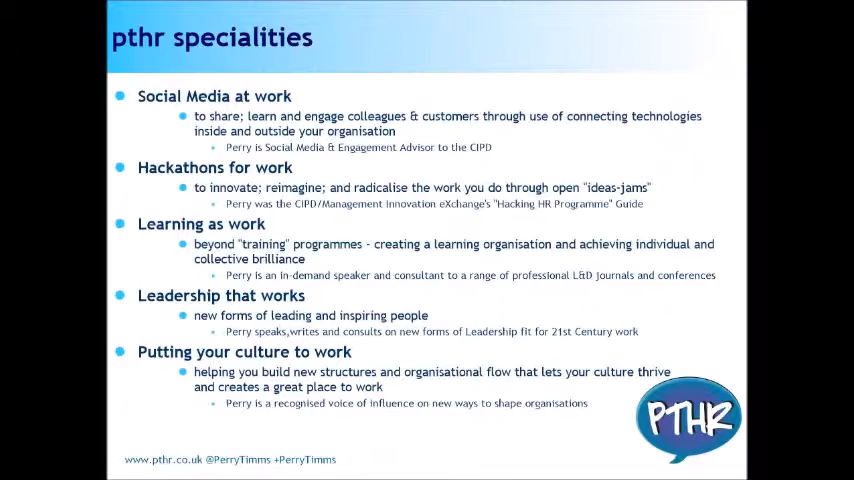 pthr specialities
Social Media at work
to share; learn and engage colleagues & customers through use of connecting technologies
inside and outside your organisation
Perry is Social Media & Engagement Advisor to the CIPD
Hackathons for work
to innovate; reimagine; and radicalise the work you do through open "ideas-jams"
Perry was the CIPD/Management Innovation eXchange's "Hacking HR Programme" Guide
Learning as work
beyond "training" programmes - creating a learning organisation and achieving individual and
collective brilliance
Perry is an in-demand speaker and consultant to a range of professional L&D journals and conferences
Leadership that works
new forms of leading and inspiring people
Perry speaks,writes and consults on new forms of Leadership fit for 21st Century work
Putting your culture to work
helping you build new structures and organisational flow that lets your culture thrive
and creates a great place to work
Perry is a recognised voice of influence on new ways to shape organisations
PTHR
www.pthr.co.uk @PerryTimms +PerryTimms